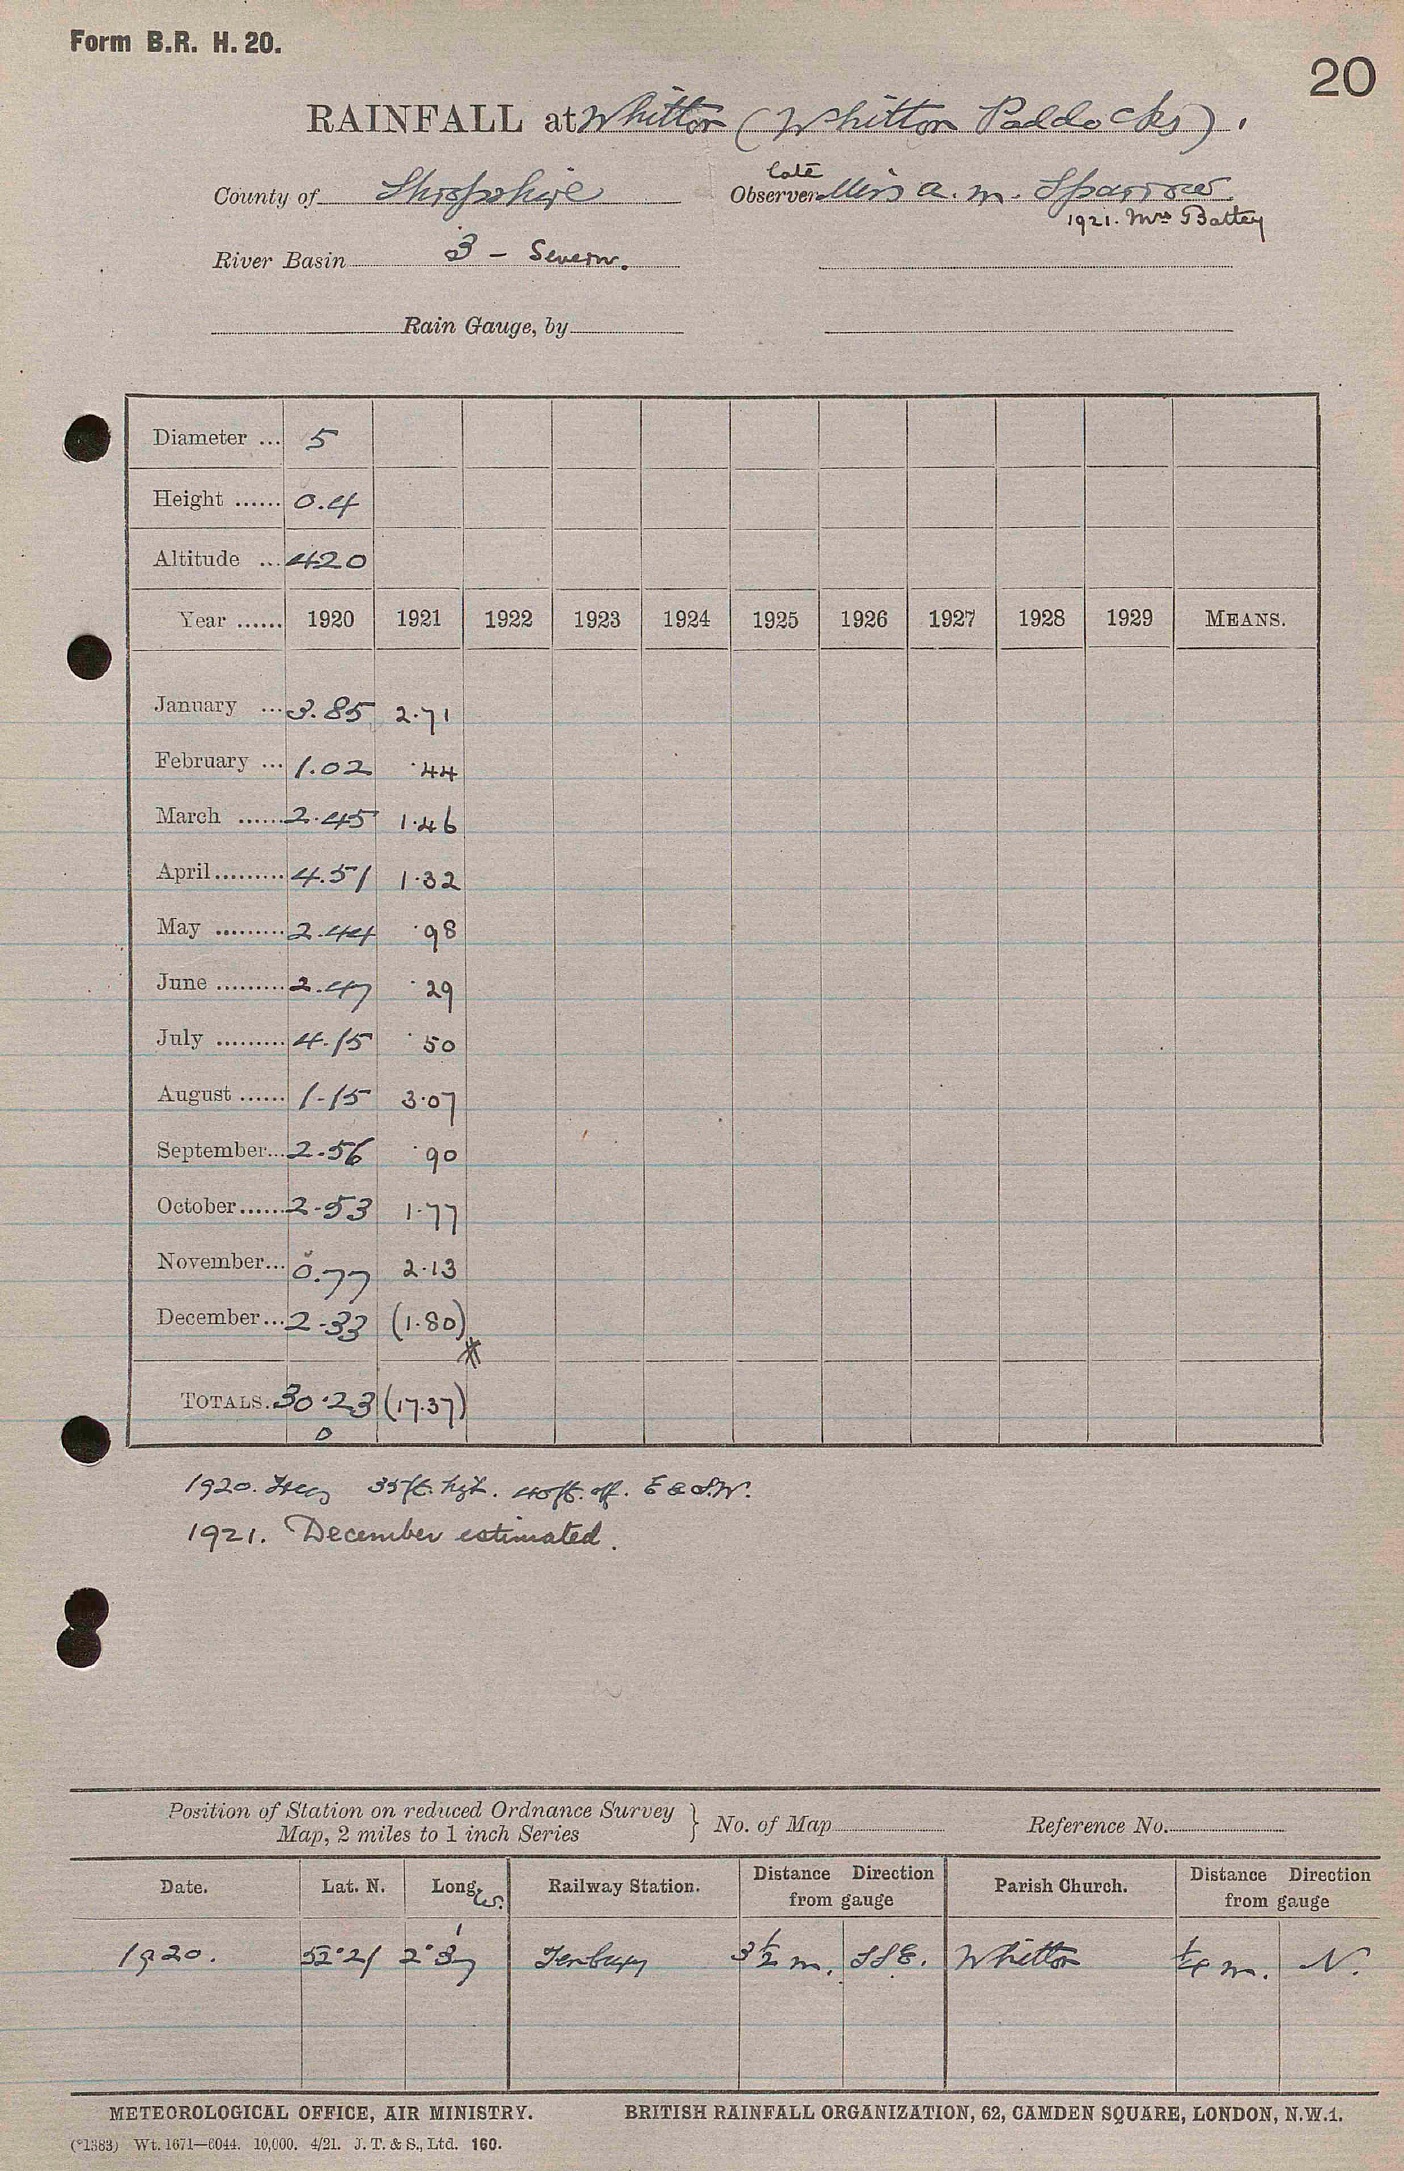 Form B.R. H. 20.
20
RAINFALL at Whitton (Whitton Paddocks).
late
County of Shropshire Observer Miss A. M. Sparrow
1921. Mrs Battey
River Basin 3 - Severn.
Rain Gauge, by
Diameter ... 5
Height ...... 0.4
Altitude ... 420
Year ...... 1920 1921 1922 1923 1924 1925 1926 1927 1928 1929 MEANS.
January ... 3.85 2.71
February ... 1.02 .44
March ...... 2.45 1.46
April ......... 4.51 1.32
May ......... 2.44 .98
June ......... 2.47 .29
July ......... 4.15 .50
August ...... 1.15 3.07
September... 2.56 .90
October...... 2.53 1.77
November... 0.77 2.13
December... 2.33 (1.80)
*
TOTALS. 30.23 (17.37)
0
1920. Trees 35ft. hgt. 40ft. off. E & S.W.
1921. December estimated.
Position of Station on reduced Ordnance Survey
Map, 2 miles to 1 inch Series } No. of Map Reference No.
Date. Lat. N. Long. W. Railway Station. Distance Direction from gauge Parish Church. Distance Direction from gauge
1920. 52°21 2°37' Tenbury 3½ m. SSE. Whitton ¼ m. N.
METEOROLOGICAL OFFICE, AIR MINISTRY. BRITISH RAINFALL ORGANIZATION, 62, CAMDEN SQUARE, LONDON, N.W.1.
(*1383) Wt. 1671—6044. 10,000. 4/21. J. T. & S., Ltd. 160.